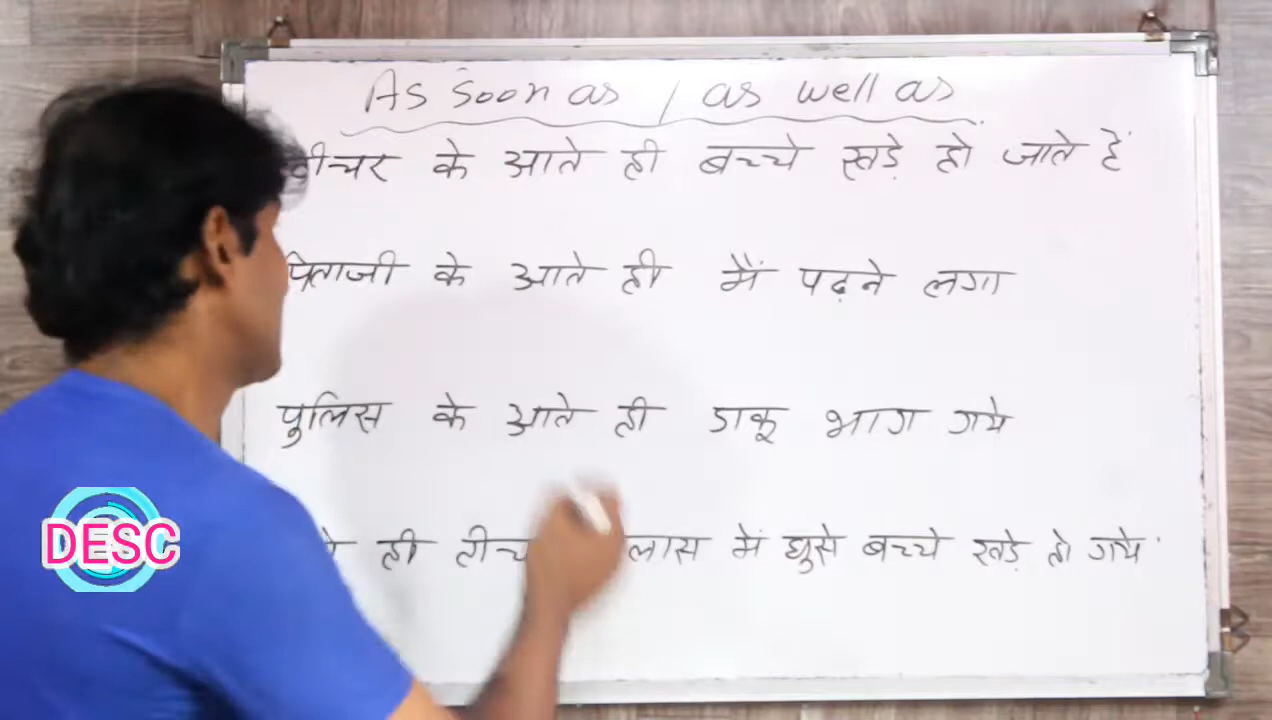 As soon as / as well as
टीचर के आते ही बच्चे खड़े हो जाते हैं
पिताजी के आते ही मैं पढ़ने लगा
पुलिस के आते ही डाकू भाग गये
ही टीच लास में घुसे बच्चे खड़े हो गये
DESC